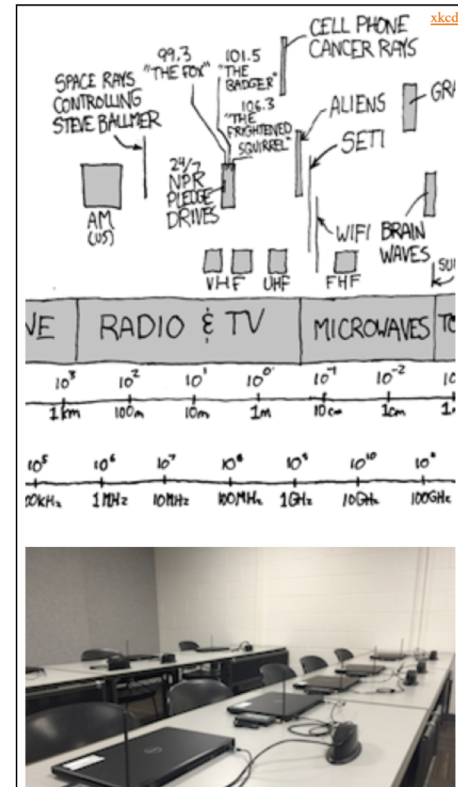 xkcd
CELL PHONE
CANCER RAYS
99.3
"THE FOX"
101.5
"THE
BADGER"
106.3
"THE
FRIGHTENED
SQUIRREL"
SPACE RAYS
CONTROLLING
STEVE BALLMER
ALIENS
SETI
GRA
24/7
NPR
PLEDGE
DRIVES
AM
(US)
WIFI
BRAIN
WAVES
VHF
UHF
FHF
VE
RADIO & TV
MICROWAVES
10³ 10² 10¹ 10⁰ 10⁻¹ 10⁻²
1km 100m 10m 1m 10cm 1cm
10⁵ 10⁶ 10⁷ 10⁸ 10⁹ 10¹⁰
00KHz 1MHz 10MHz 100MHz 1GHz 10GHz 100GHz